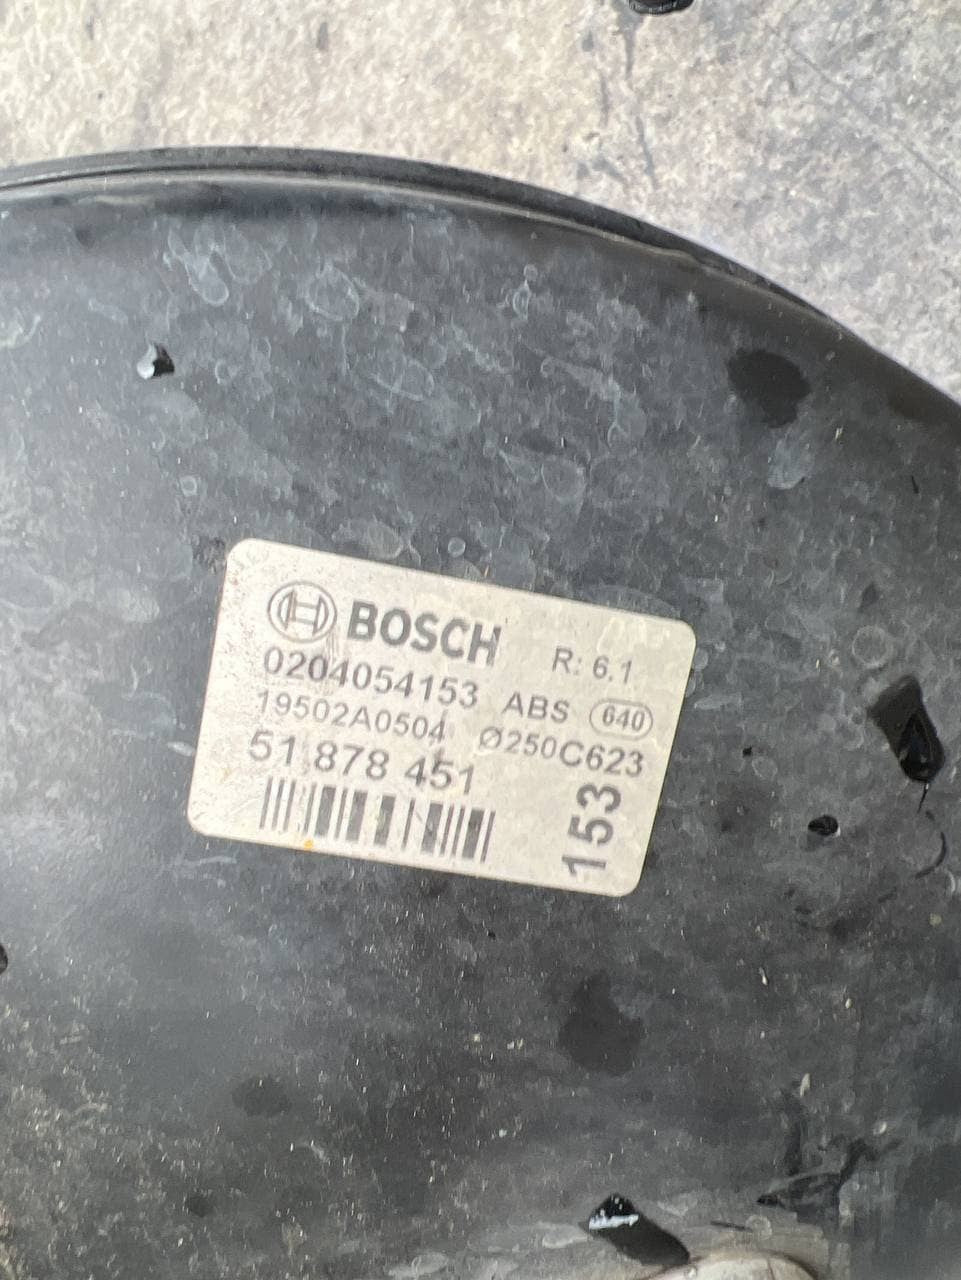 BOSCH R: 6.1
0204054153 ABS 640
19502A0504 Ø250C623
51 878 451
153